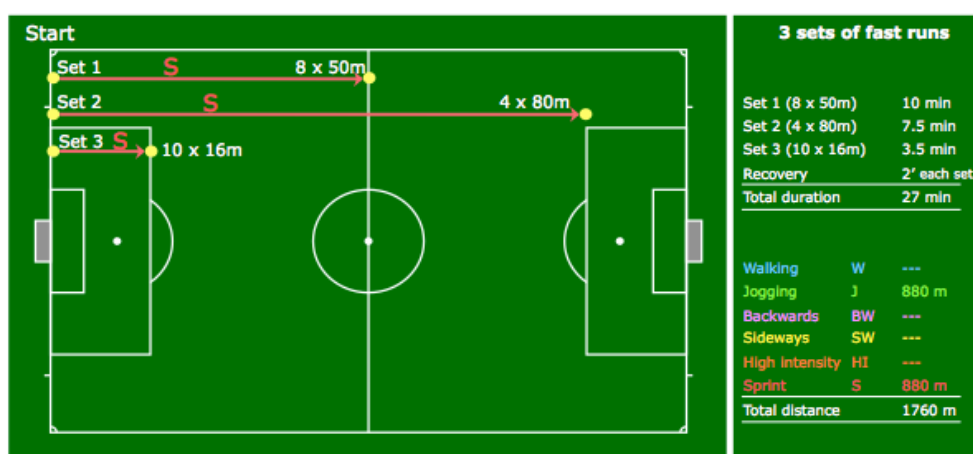 Start
Set 1 S 8 x 50m
Set 2 S 4 x 80m
Set 3 S 10 x 16m
3 sets of fast runs
Set 1 (8 x 50m) 10 min
Set 2 (4 x 80m) 7.5 min
Set 3 (10 x 16m) 3.5 min
Recovery 2' each set
Total duration 27 min
Walking W ---
Jogging J 880 m
Backwards BW ---
Sideways SW ---
High intensity HI ---
Sprint S 880 m
Total distance 1760 m